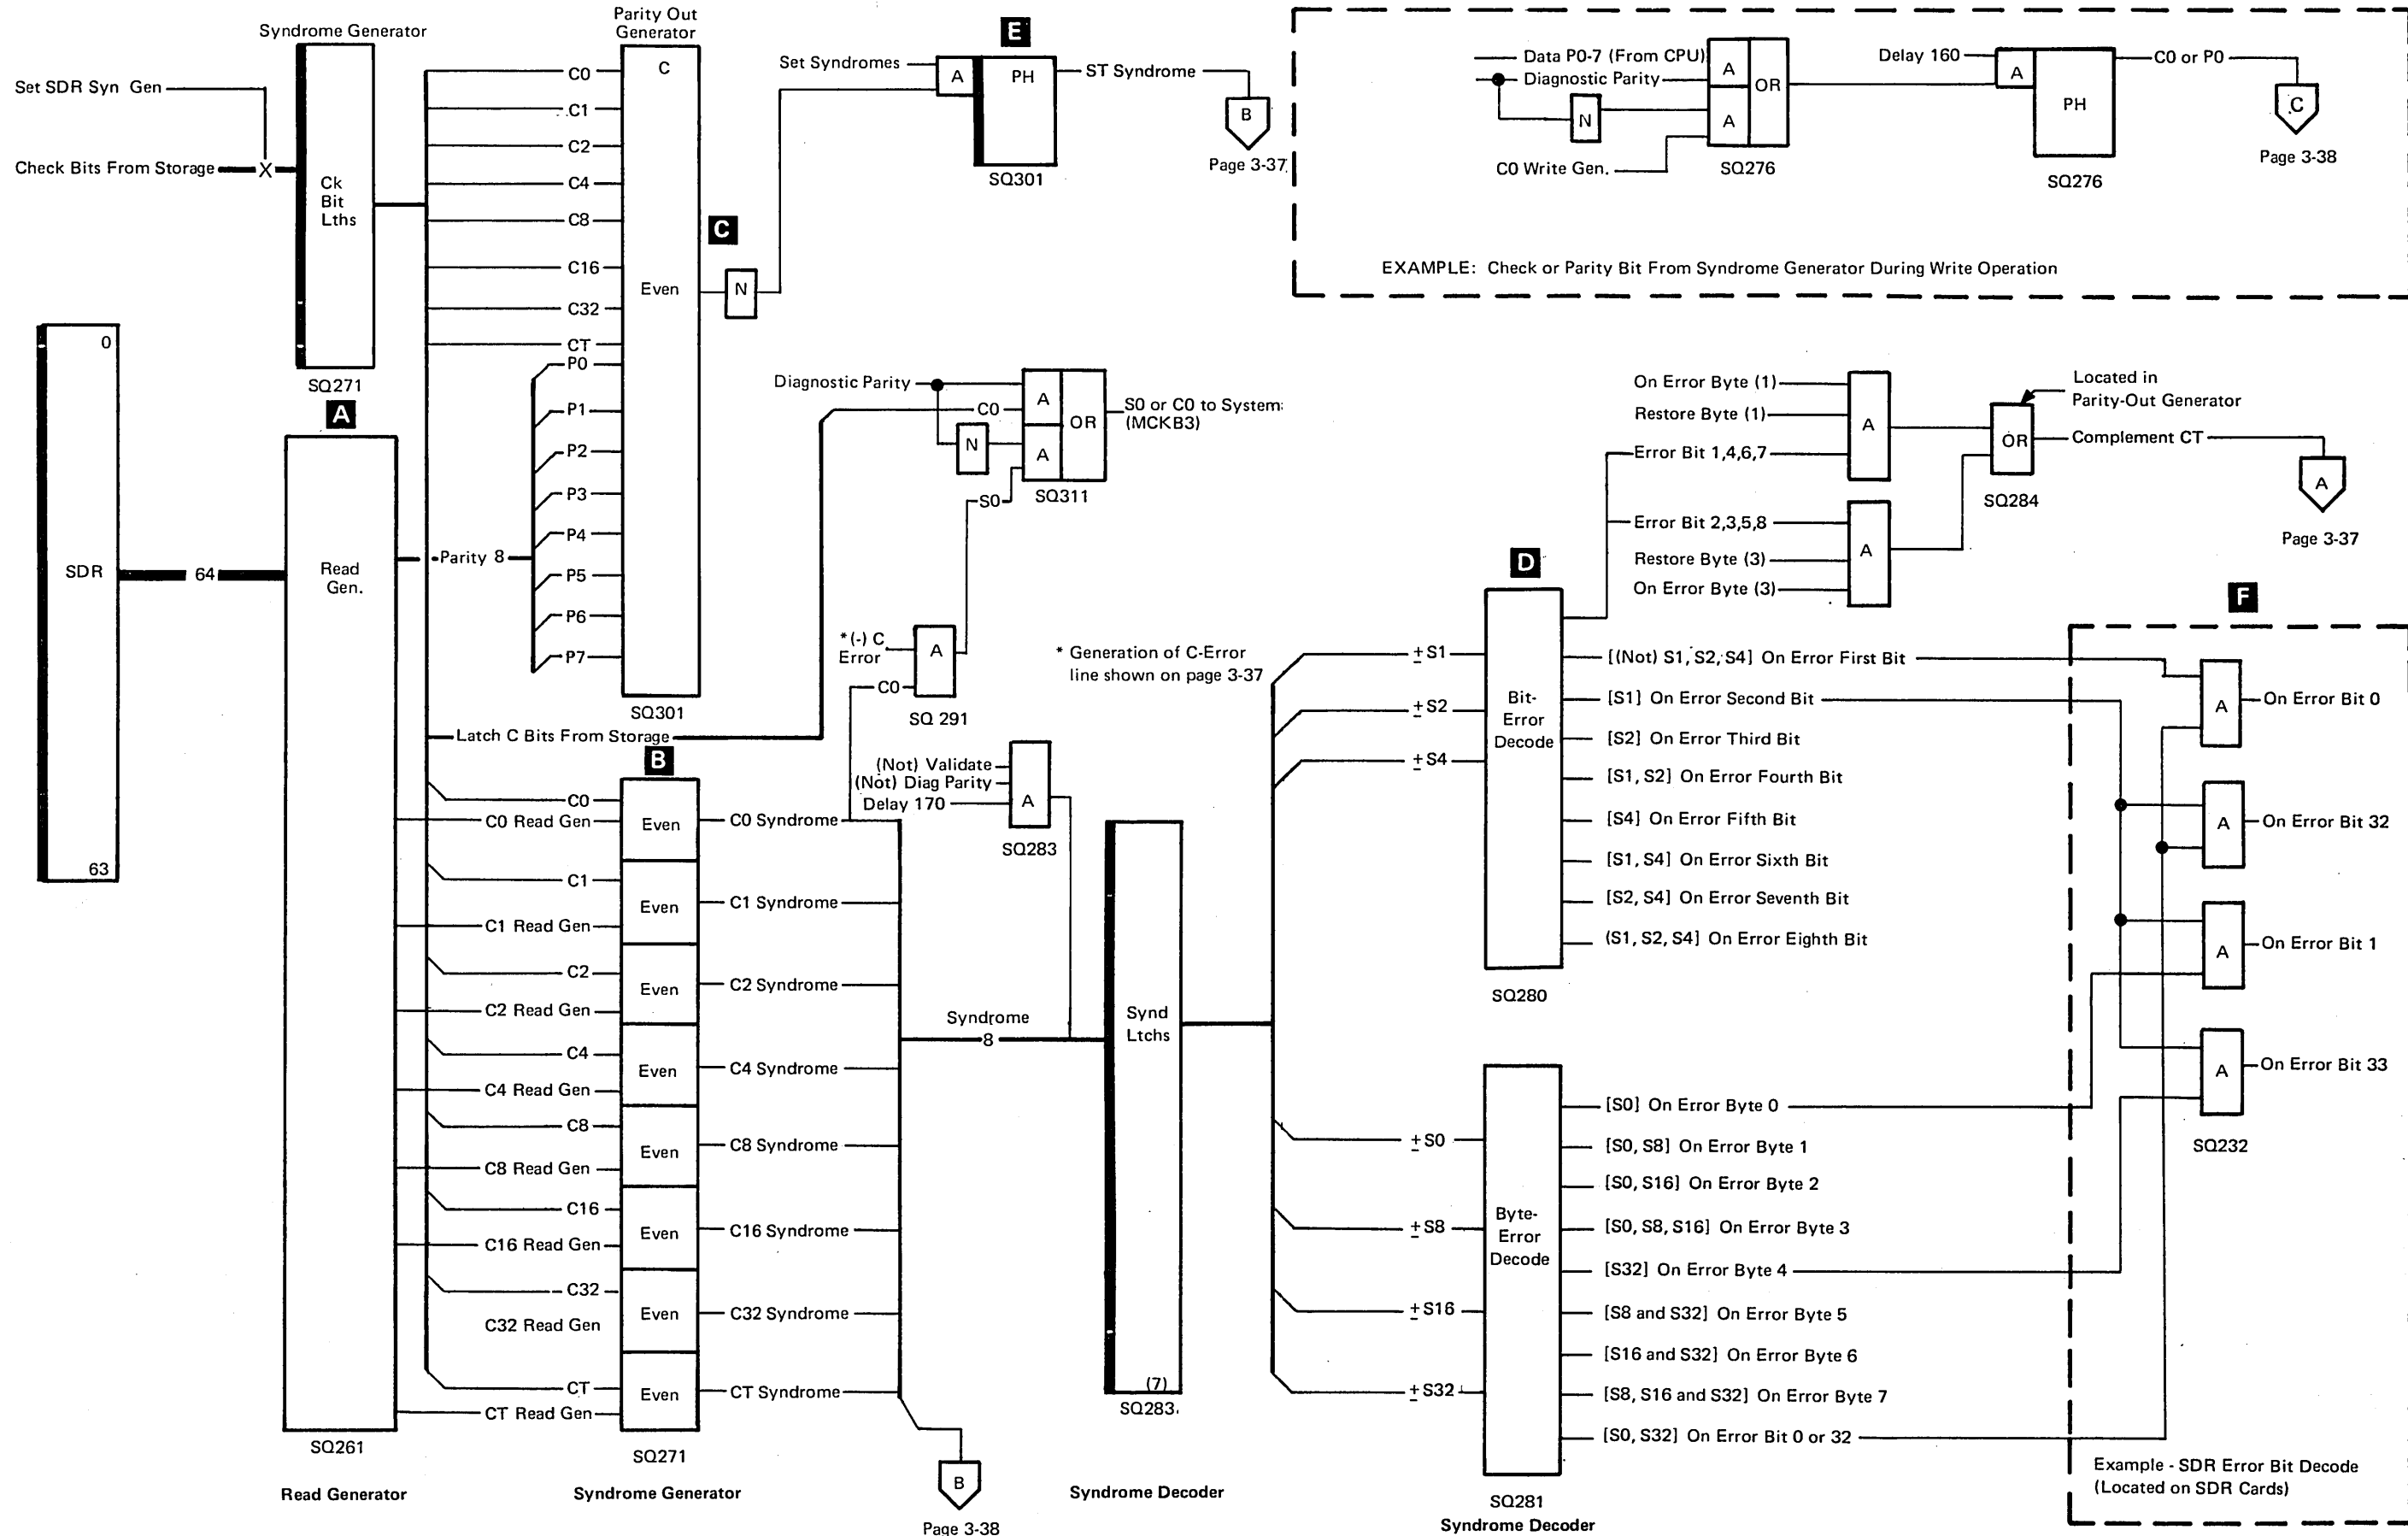 Syndrome Generator
Set SDR Syn Gen
Check Bits From Storage
X
Ck
Bit
Lths
SQ271
A
0
SDR
63
64
Read
Gen.
SQ261
Read Generator
Parity Out
Generator
C
C0
C1
C2
C4
C8
C16
C32
CT
P0
P1
P2
P3
P4
P5
P6
P7
Parity 8
Even
C
N
SQ301
Latch C Bits From Storage
B
C0
C0 Read Gen
Even
C0 Syndrome
C1
C1 Read Gen
Even
C1 Syndrome
C2
C2 Read Gen
Even
C2 Syndrome
C4
C4 Read Gen
Even
C4 Syndrome
C8
C8 Read Gen
Even
C8 Syndrome
C16
C16 Read Gen
Even
C16 Syndrome
C32
C32 Read Gen
Even
C32 Syndrome
CT
CT Read Gen
Even
CT Syndrome
SQ271
Syndrome Generator
E
Set Syndromes
A
PH
ST Syndrome
SQ301
B
Page 3-37
Diagnostic Parity
C0
N
A
A
OR
S0 or C0 to System
(MCKB3)
SQ311
S0
*(-) C
Error
A
C0
SQ 291
* Generation of C-Error
line shown on page 3-37
(Not) Validate
(Not) Diag Parity
Delay 170
A
SQ283
Syndrome
8
B
Page 3-38
Synd
Ltchs
(7)
SQ283
Syndrome Decoder
Data P0-7 (From CPU)
Diagnostic Parity
N
C0 Write Gen.
A
A
OR
SQ276
Delay 160
A
PH
SQ276
C0 or P0
C
Page 3-38
EXAMPLE: Check or Parity Bit From Syndrome Generator During Write Operation
On Error Byte (1)
Restore Byte (1)
Error Bit 1,4,6,7
A
Error Bit 2,3,5,8
Restore Byte (3)
On Error Byte (3)
A
OR
SQ284
Located in
Parity-Out Generator
Complement CT
A
Page 3-37
D
± S1
± S2
± S4
Bit-
Error
Decode
SQ280
[(Not) S1, S2, S4] On Error First Bit
[S1] On Error Second Bit
[S2] On Error Third Bit
[S1, S2] On Error Fourth Bit
[S4] On Error Fifth Bit
[S1, S4] On Error Sixth Bit
[S2, S4] On Error Seventh Bit
(S1, S2, S4] On Error Eighth Bit
± S0
± S8
± S16
± S32
Byte-
Error
Decode
SQ281
Syndrome Decoder
[S0] On Error Byte 0
[S0, S8] On Error Byte 1
[S0, S16] On Error Byte 2
[S0, S8, S16] On Error Byte 3
[S32] On Error Byte 4
[S8 and S32] On Error Byte 5
[S16 and S32] On Error Byte 6
[S8, S16 and S32] On Error Byte 7
[S0, S32] On Error Bit 0 or 32
F
A
On Error Bit 0
A
On Error Bit 32
A
On Error Bit 1
A
On Error Bit 33
SQ232
Example - SDR Error Bit Decode
(Located on SDR Cards)